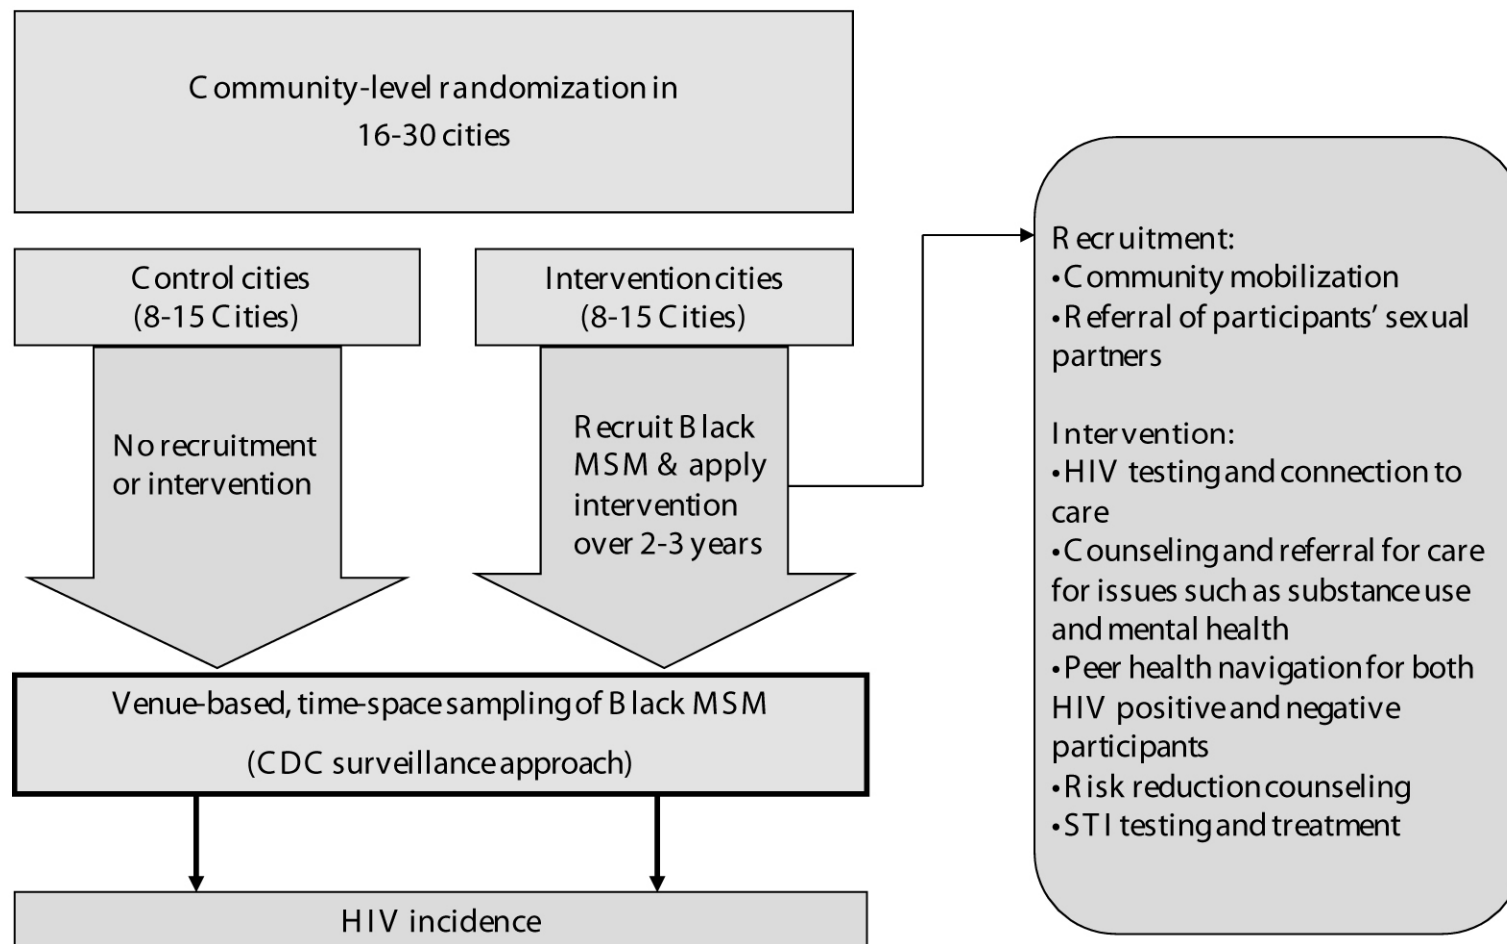 Community-level randomization in
16-30 cities
Control cities
(8-15 Cities)
Intervention cities
(8-15 Cities)
No recruitment
or intervention
Recruit Black
MSM & apply
intervention
over 2-3 years
Venue-based, time-space sampling of Black MSM
(CDC surveillance approach)
HIV incidence
Recruitment:
•Community mobilization
•Referral of participants’ sexual
partners
Intervention:
•HIV testing and connection to
care
•Counseling and referral for care
for issues such as substance use
and mental health
•Peer health navigation for both
HIV positive and negative
participants
•Risk reduction counseling
•STI testing and treatment